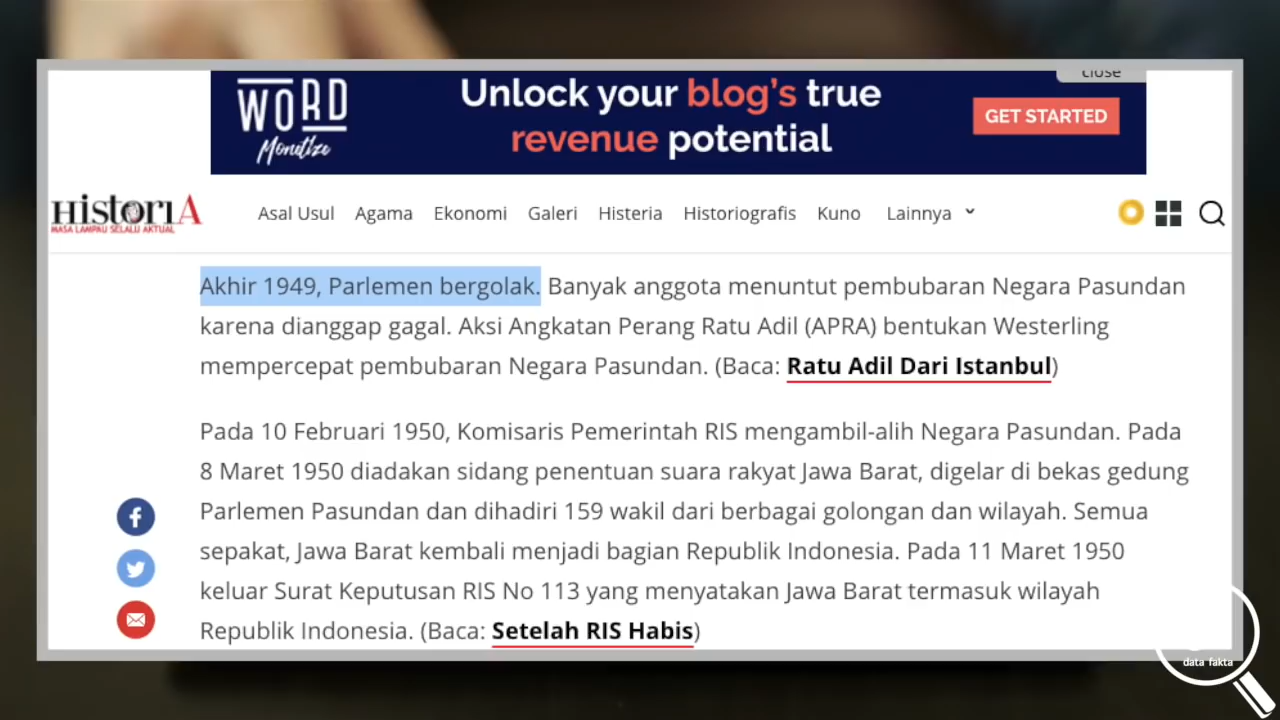 close
WORD
Monetize
Unlock your blog's true
revenue potential
GET STARTED
HistoriA
MASA LAMPAU SELALU AKTUAL
Asal Usul Agama Ekonomi Galeri Histeria Historiografis Kuno Lainnya
Akhir 1949, Parlemen bergolak. Banyak anggota menuntut pembubaran Negara Pasundan
karena dianggap gagal. Aksi Angkatan Perang Ratu Adil (APRA) bentukan Westerling
mempercepat pembubaran Negara Pasundan. (Baca: Ratu Adil Dari Istanbul)
Pada 10 Februari 1950, Komisaris Pemerintah RIS mengambil-alih Negara Pasundan. Pada
8 Maret 1950 diadakan sidang penentuan suara rakyat Jawa Barat, digelar di bekas gedung
Parlemen Pasundan dan dihadiri 159 wakil dari berbagai golongan dan wilayah. Semua
sepakat, Jawa Barat kembali menjadi bagian Republik Indonesia. Pada 11 Maret 1950
keluar Surat Keputusan RIS No 113 yang menyatakan Jawa Barat termasuk wilayah
Republik Indonesia. (Baca: Setelah RIS Habis)
data fakta